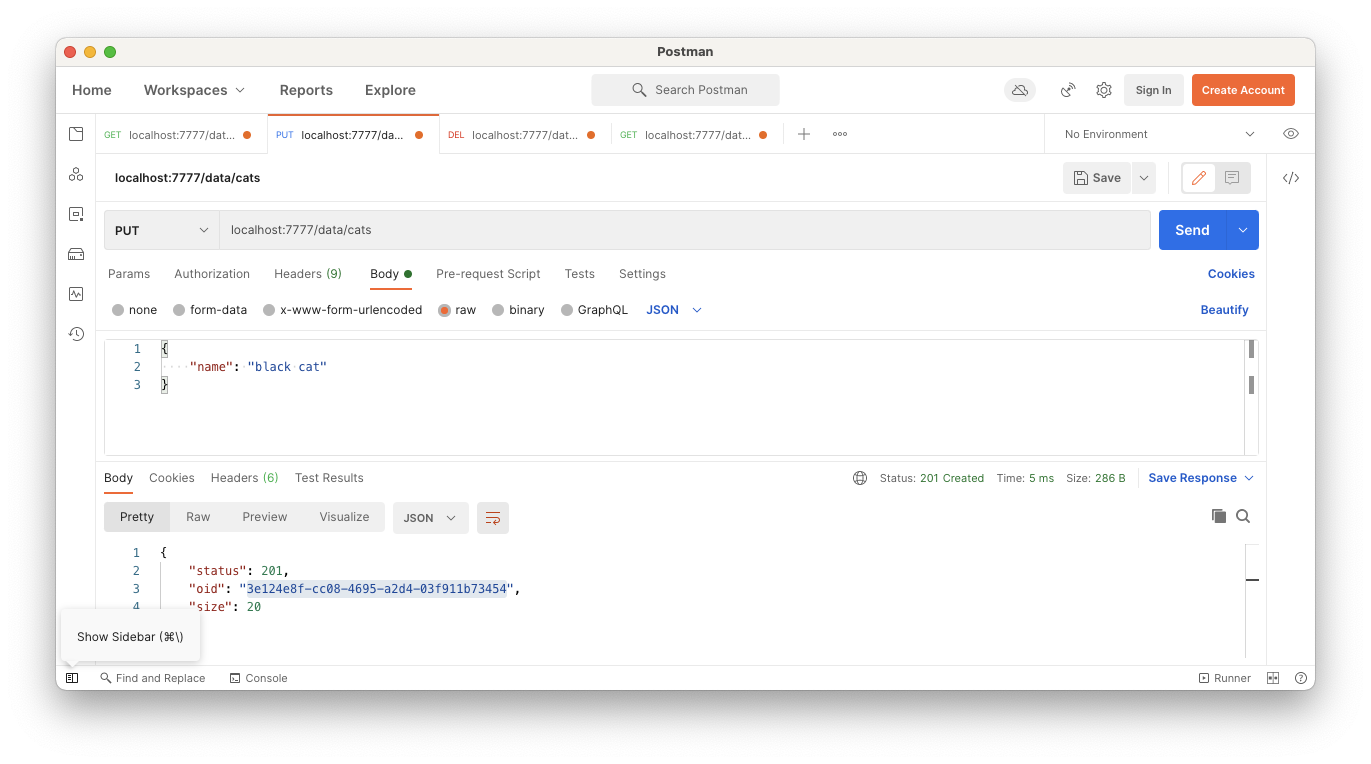 Postman
Home Workspaces Reports Explore Search Postman Sign In Create Account
GET localhost:7777/dat... PUT localhost:7777/da... DEL localhost:7777/dat... GET localhost:7777/dat... No Environment
localhost:7777/data/cats Save
PUT localhost:7777/data/cats Send
Params Authorization Headers (9) Body Pre-request Script Tests Settings Cookies
none form-data x-www-form-urlencoded raw binary GraphQL JSON Beautify
1 {
2 "name": "black cat"
3 }
Body Cookies Headers (6) Test Results Status: 201 Created Time: 5 ms Size: 286 B Save Response
Pretty Raw Preview Visualize JSON
1 {
2 "status": 201,
3 "oid": "3e124e8f-cc08-4695-a2d4-03f911b73454",
4 "size": 20
Show Sidebar (⌘\)
Find and Replace Console Runner